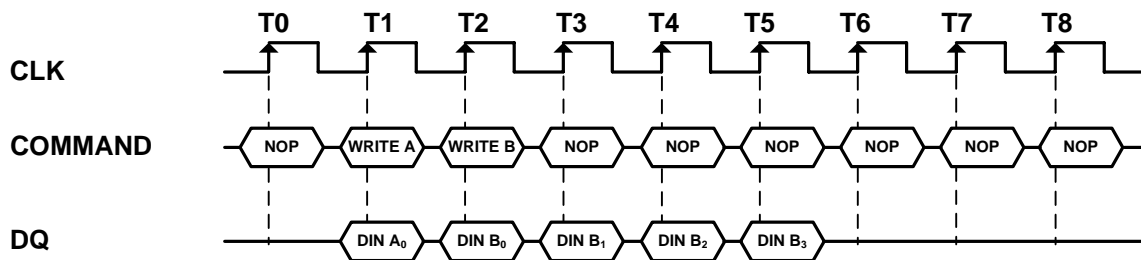 T0 T1 T2 T3 T4 T5 T6 T7 T8
CLK
COMMAND NOP WRITE A WRITE B NOP NOP NOP NOP NOP NOP
DQ DIN A₀ DIN B₀ DIN B₁ DIN B₂ DIN B₃